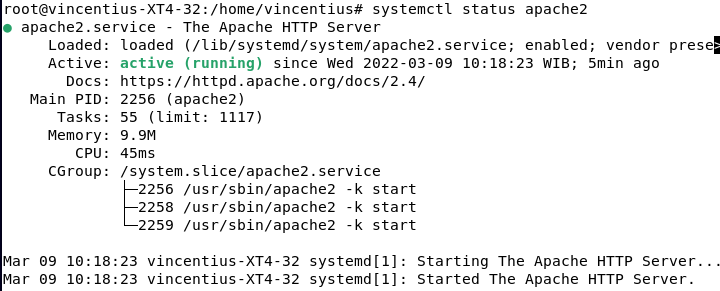 root@vincentius-XT4-32:/home/vincentius# systemctl status apache2
● apache2.service - The Apache HTTP Server
     Loaded: loaded (/lib/systemd/system/apache2.service; enabled; vendor prese>
     Active: active (running) since Wed 2022-03-09 10:18:23 WIB; 5min ago
       Docs: https://httpd.apache.org/docs/2.4/
   Main PID: 2256 (apache2)
      Tasks: 55 (limit: 1117)
     Memory: 9.9M
        CPU: 45ms
     CGroup: /system.slice/apache2.service
             ├─2256 /usr/sbin/apache2 -k start
             ├─2258 /usr/sbin/apache2 -k start
             └─2259 /usr/sbin/apache2 -k start

Mar 09 10:18:23 vincentius-XT4-32 systemd[1]: Starting The Apache HTTP Server...
Mar 09 10:18:23 vincentius-XT4-32 systemd[1]: Started The Apache HTTP Server.